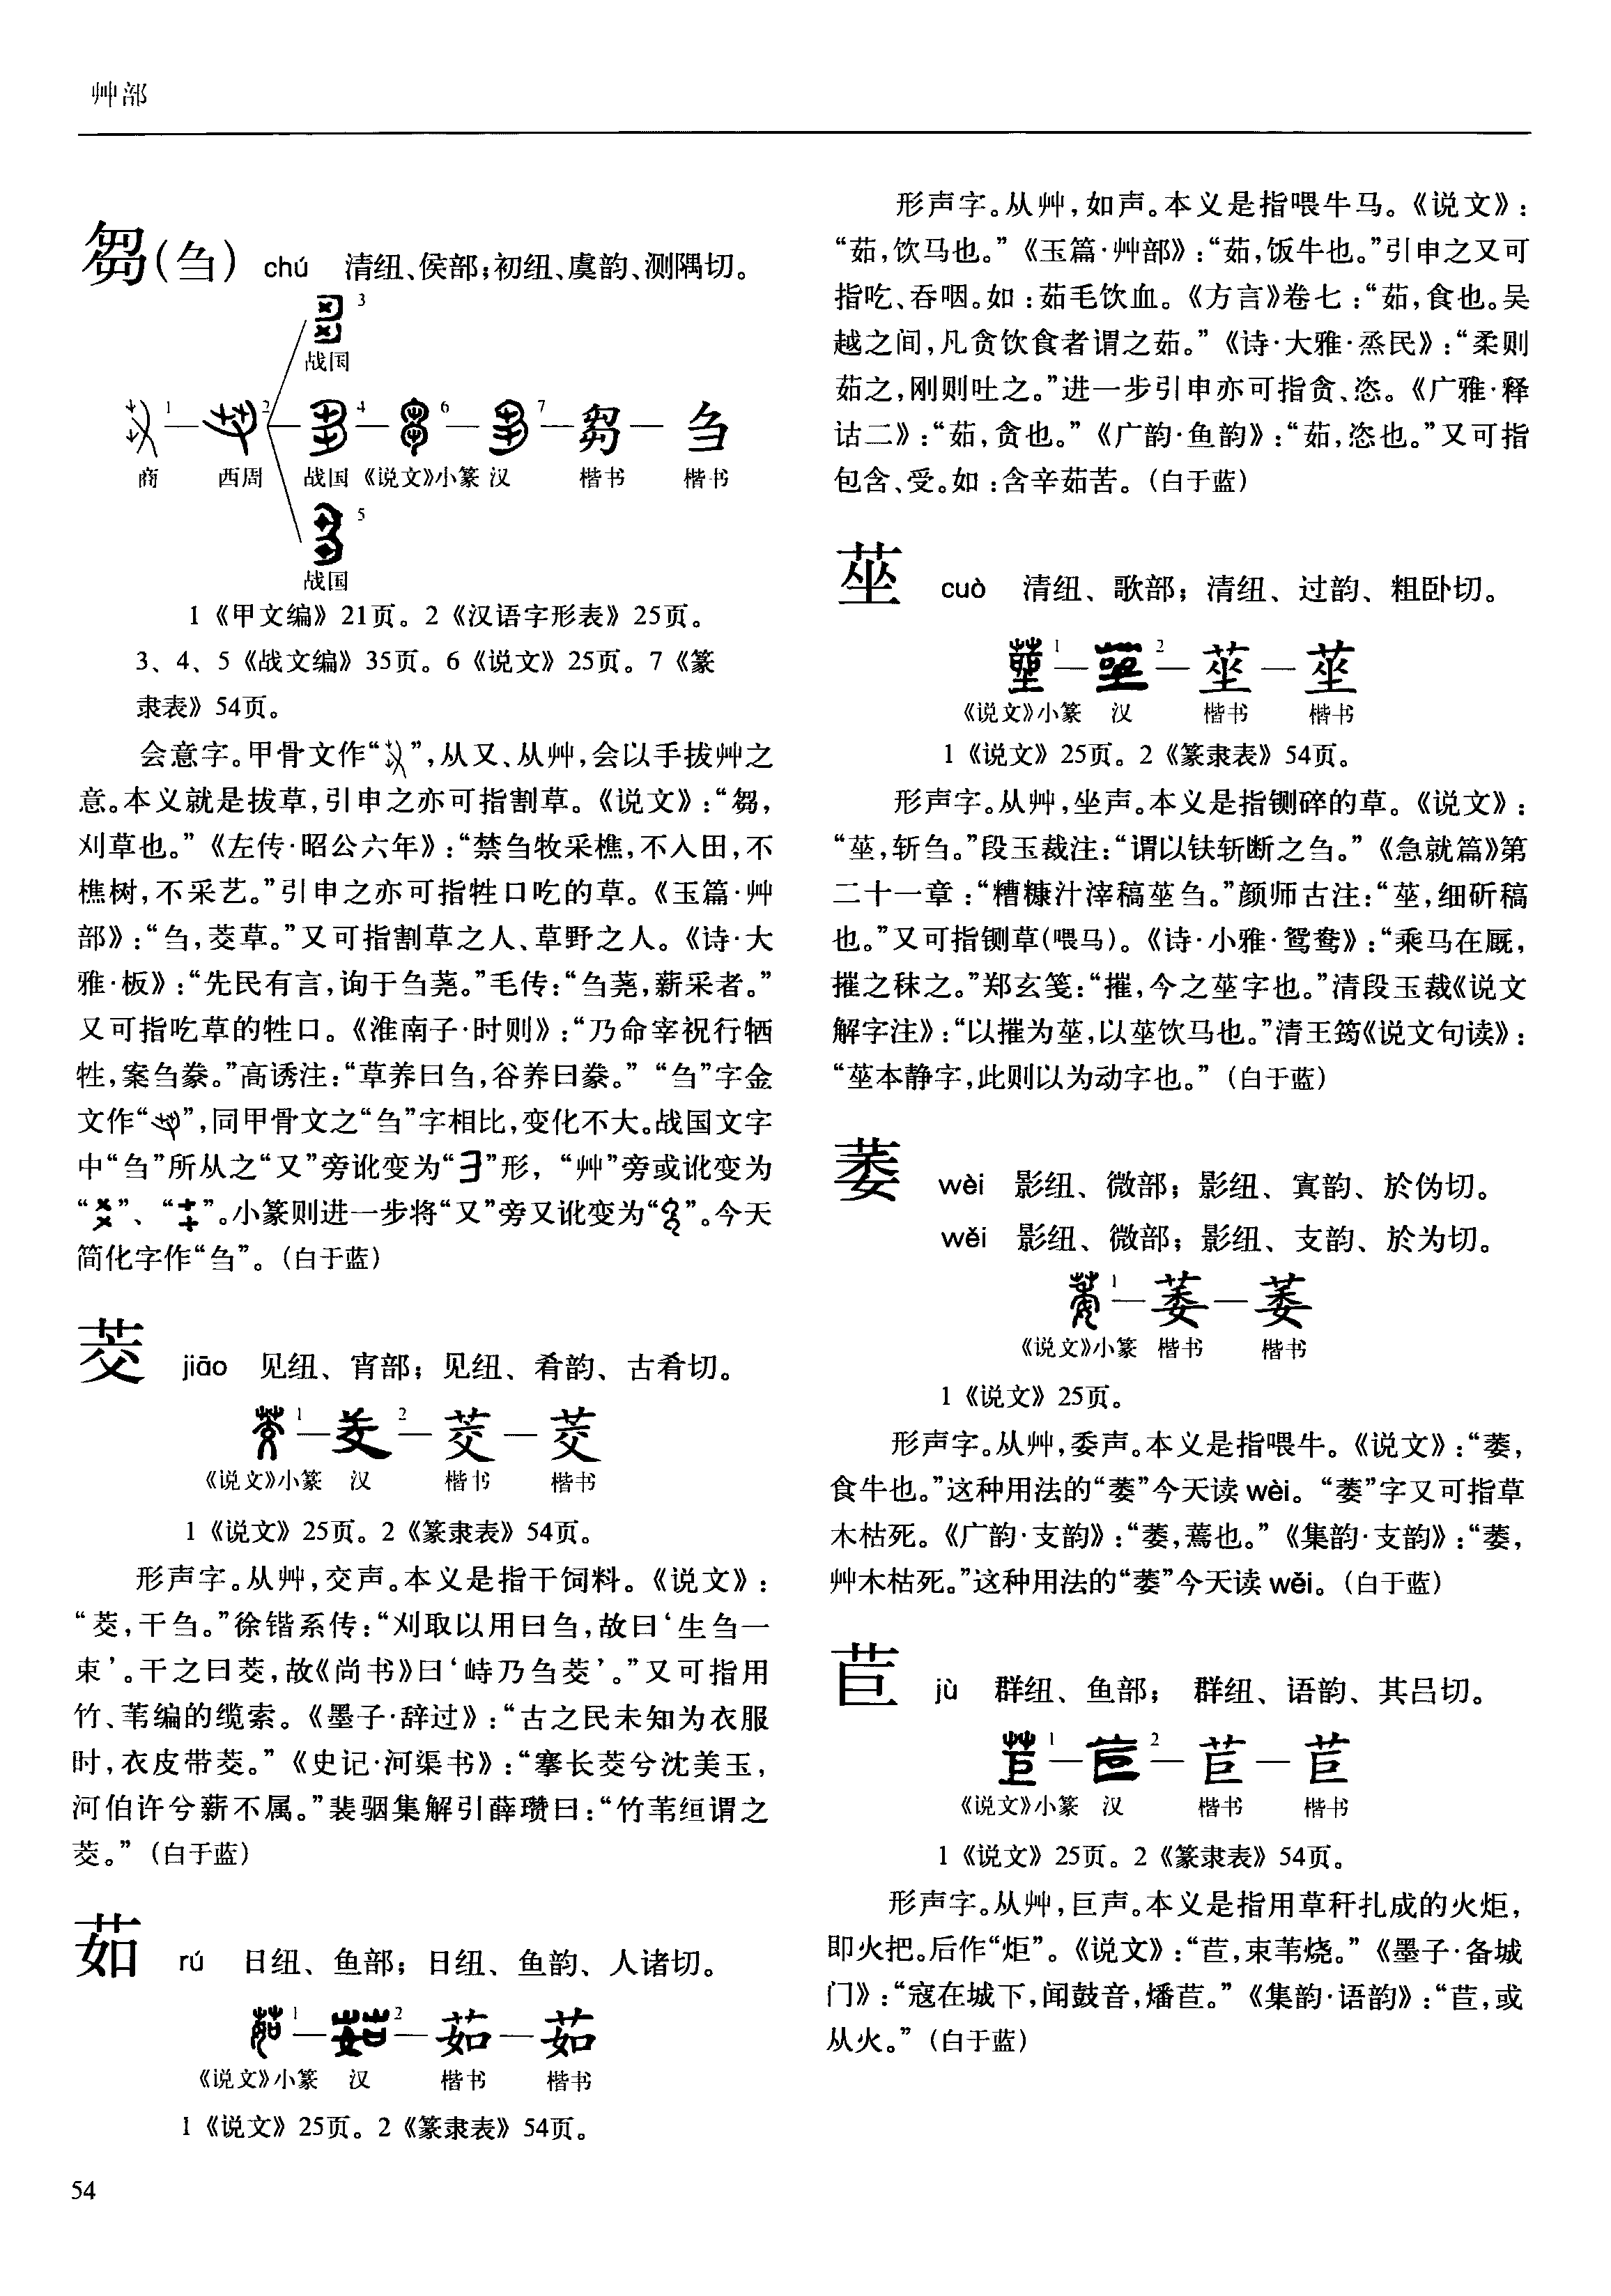 艸部
芻(刍) chú 清纽、侯部；初纽、虞韵、测隅切。
3
战国
1 2 4 6 7 芻 刍
商 西周 战国 《说文》小篆 汉 楷书 楷书
5
战国
1《甲文编》21页。2《汉语字形表》25页。
3、4、5《战文编》35页。6《说文》25页。7《篆
隶表》54页。
会意字。甲骨文作“”，从又、从艸，会以手拔艸之
意。本义就是拔草，引申之亦可指割草。《说文》：“芻，
刈草也。”《左传·昭公六年》：“禁刍牧采樵，不入田，不
樵树，不采艺。”引申之亦可指牲口吃的草。《玉篇·艸
部》：“刍，茭草。”又可指割草之人、草野之人。《诗·大
雅·板》：“先民有言，询于刍荛。”毛传：“刍荛，薪采者。”
又可指吃草的牲口。《淮南子·时则》：“乃命宰祝行牺
牲，案刍豢。”高诱注：“草养曰刍，谷养曰豢。”“刍”字金
文作“”，同甲骨文之“刍”字相比，变化不大。战国文字
中“刍”所从之“又”旁讹变为“”形，“艸”旁或讹变为
“”、“”。小篆则进一步将“又”旁又讹变为“”。今天
简化字作“刍”。（白于蓝）
茭 jiāo 见纽、宵部；见纽、肴韵、古肴切。
1 2 茭 茭
《说文》小篆 汉 楷书 楷书
1《说文》25页。2《篆隶表》54页。
形声字。从艸，交声。本义是指干饲料。《说文》：
“茭，干刍。”徐锴系传：“刈取以用曰刍，故曰‘生刍一
束’。干之曰茭，故《尚书》曰‘峙乃刍茭’。”又可指用
竹、苇编的缆索。《墨子·辞过》：“古之民未知为衣服
时，衣皮带茭。”《史记·河渠书》：“搴长茭兮沈美玉，
河伯许兮薪不属。”裴骃集解引薛瓒曰：“竹苇絙谓之
茭。”（白于蓝）
茹 rú 日纽、鱼部；日纽、鱼韵、人诸切。
1 2 茹 茹
《说文》小篆 汉 楷书 楷书
1《说文》25页。2《篆隶表》54页。
形声字。从艸，如声。本义是指喂牛马。《说文》：
“茹，饮马也。”《玉篇·艸部》：“茹，饭牛也。”引申之又可
指吃、吞咽。如：茹毛饮血。《方言》卷七：“茹，食也。吴
越之间，凡贪饮食者谓之茹。”《诗·大雅·烝民》：“柔则
茹之，刚则吐之。”进一步引申亦可指贪、恣。《广雅·释
诂二》：“茹，贪也。”《广韵·鱼韵》：“茹，恣也。”又可指
包含、受。如：含辛茹苦。（白于蓝）
莝 cuò 清纽、歌部；清纽、过韵、粗卧切。
1 2 莝 莝
《说文》小篆 汉 楷书 楷书
1《说文》25页。2《篆隶表》54页。
形声字。从艸，坐声。本义是指铡碎的草。《说文》：
“莝，斩刍。”段玉裁注：“谓以铁斩断之刍。”《急就篇》第
二十一章：“糟糠汁滓稿莝刍。”颜师古注：“莝，细斫稿
也。”又可指铡草(喂马)。《诗·小雅·鸳鸯》：“乘马在厩，
摧之秣之。”郑玄笺：“摧，今之莝字也。”清段玉裁《说文
解字注》：“以摧为莝，以莝饮马也。”清王筠《说文句读》：
“莝本静字，此则以为动字也。”（白于蓝）
萎 wèi 影纽、微部；影纽、寘韵、於伪切。
wěi 影纽、微部；影纽、支韵、於为切。
1 萎 萎
《说文》小篆 楷书 楷书
1《说文》25页。
形声字。从艸，委声。本义是指喂牛。《说文》：“萎，
食牛也。”这种用法的“萎”今天读wèi。“萎”字又可指草
木枯死。《广韵·支韵》：“萎，蔫也。”《集韵·支韵》：“萎，
艸木枯死。”这种用法的“萎”今天读wěi。（白于蓝）
苣 jù 群纽、鱼部； 群纽、语韵、其吕切。
1 2 苣 苣
《说文》小篆 汉 楷书 楷书
1《说文》25页。2《篆隶表》54页。
形声字。从艸，巨声。本义是指用草秆扎成的火炬，
即火把。后作“炬”。《说文》：“苣，束苇烧。”《墨子·备城
门》：“寇在城下，闻鼓音，燔苣。”《集韵·语韵》：“苣，或
从火。”（白于蓝）
54